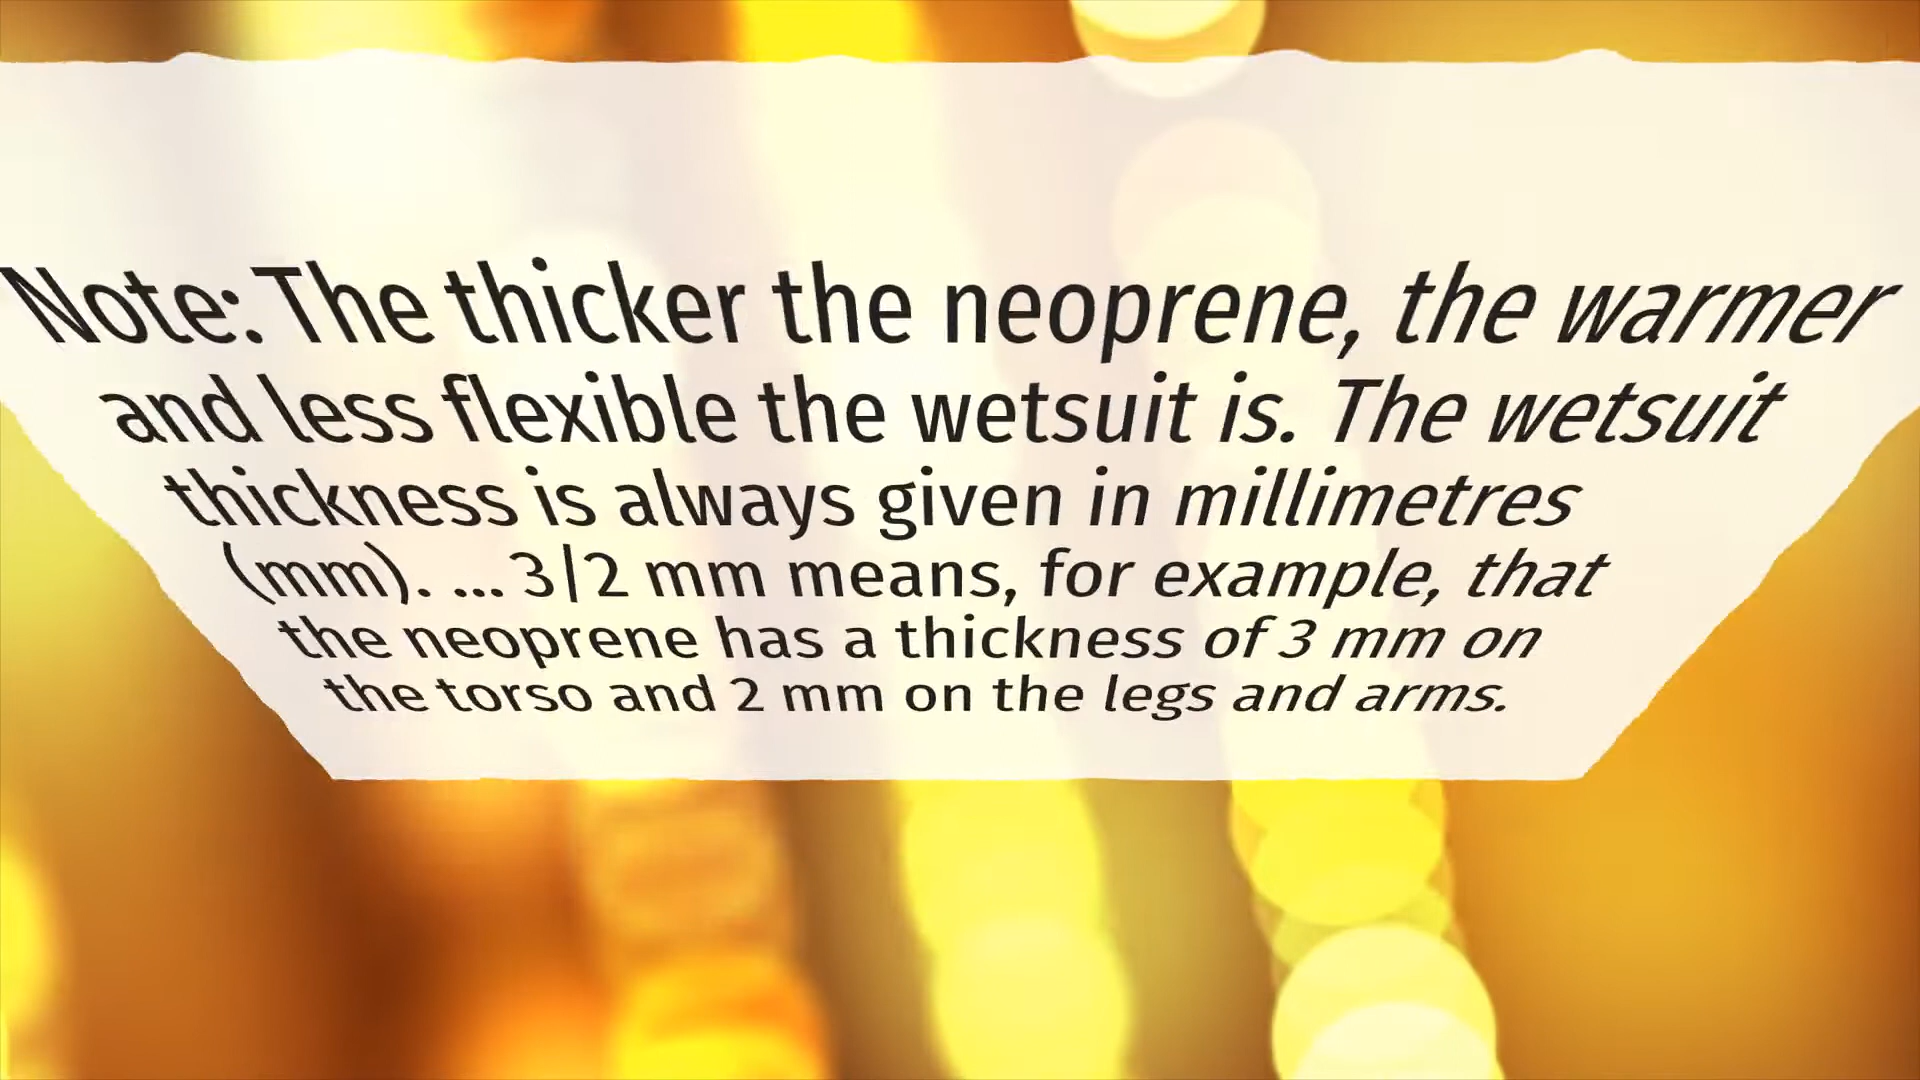 Note: The thicker the neoprene, the warmer
and less flexible the wetsuit is. The wetsuit
thickness is always given in millimetres
(mm). ... 3|2 mm means, for example, that
the neoprene has a thickness of 3 mm on
the torso and 2 mm on the legs and arms.